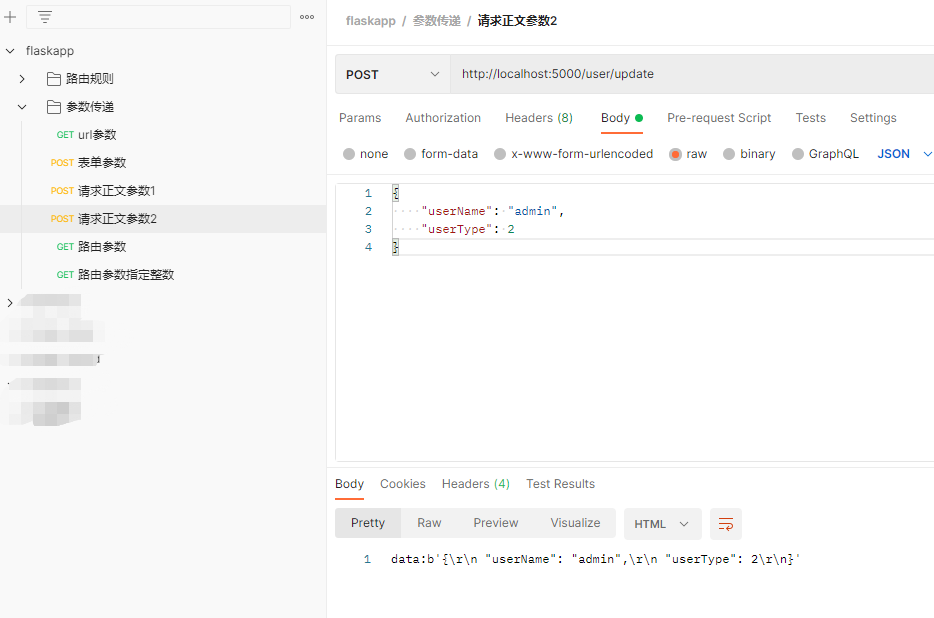 flaskapp
路由规则
参数传递
GET url参数
POST 表单参数
POST 请求正文参数1
POST 请求正文参数2
GET 路由参数
GET 路由参数指定整数
d
flaskapp / 参数传递 / 请求正文参数2
POST http://localhost:5000/user/update
Params Authorization Headers (8) Body Pre-request Script Tests Settings
none form-data x-www-form-urlencoded raw binary GraphQL JSON
1 {
2 "userName": "admin",
3 "userType": 2
4 }
Body Cookies Headers (4) Test Results
Pretty Raw Preview Visualize HTML
1 data:b'{\r\n "userName": "admin",\r\n "userType": 2\r\n}'